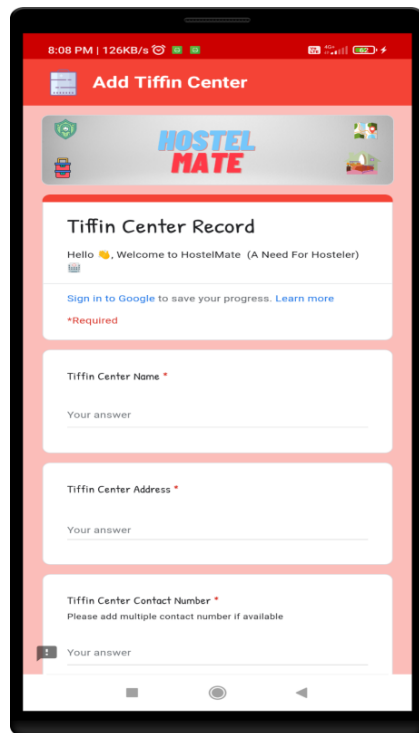 8:08 PM | 126KB/s
4G+
62
Add Tiffin Center
HOSTEL
MATE
Tiffin Center Record
Hello 👋, Welcome to HostelMate (A Need For Hosteler)
Sign in to Google to save your progress. Learn more
*Required
Tiffin Center Name *
Your answer
Tiffin Center Address *
Your answer
Tiffin Center Contact Number *
Please add multiple contact number if available
Your answer